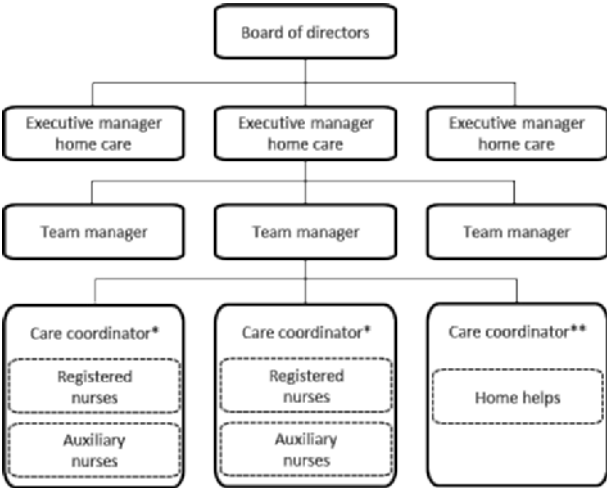 Board of directors
Executive manager
home care
Executive manager
home care
Executive manager
home care
Team manager
Team manager
Team manager
Care coordinator*
Registered
nurses
Auxiliary
nurses
Care coordinator*
Registered
nurses
Auxiliary
nurses
Care coordinator**
Home helps